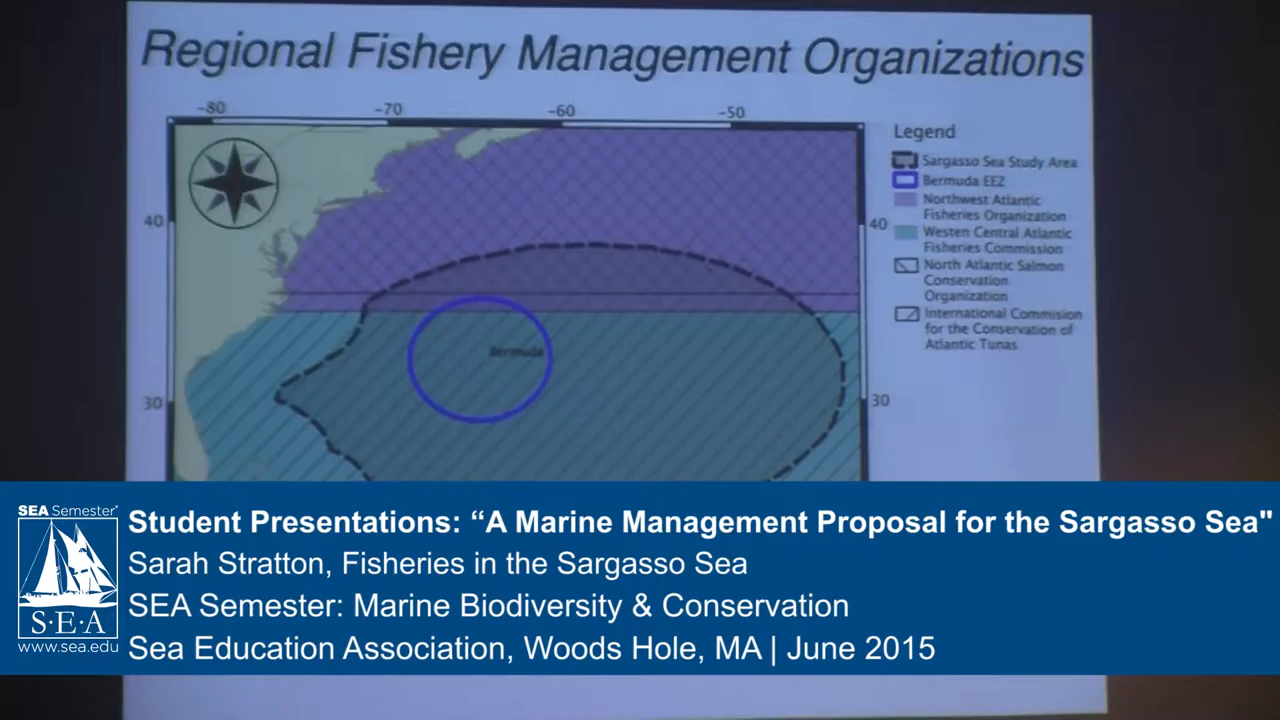 Regional Fishery Management Organizations
-80 -70 -60 -50
Legend
Sargasso Sea Study Area
Bermuda EEZ
Northwest Atlantic
Fisheries Organization
Westen Central Atlantic
Fisheries Commission
North Atlantic Salmon
Conservation
Organization
International Commision
for the Conservation of
Atlantic Tunas
40 40
Bermuda
30 30
SEA Semester®
S·E·A
www.sea.edu
Student Presentations: “A Marine Management Proposal for the Sargasso Sea"
Sarah Stratton, Fisheries in the Sargasso Sea
SEA Semester: Marine Biodiversity & Conservation
Sea Education Association, Woods Hole, MA | June 2015